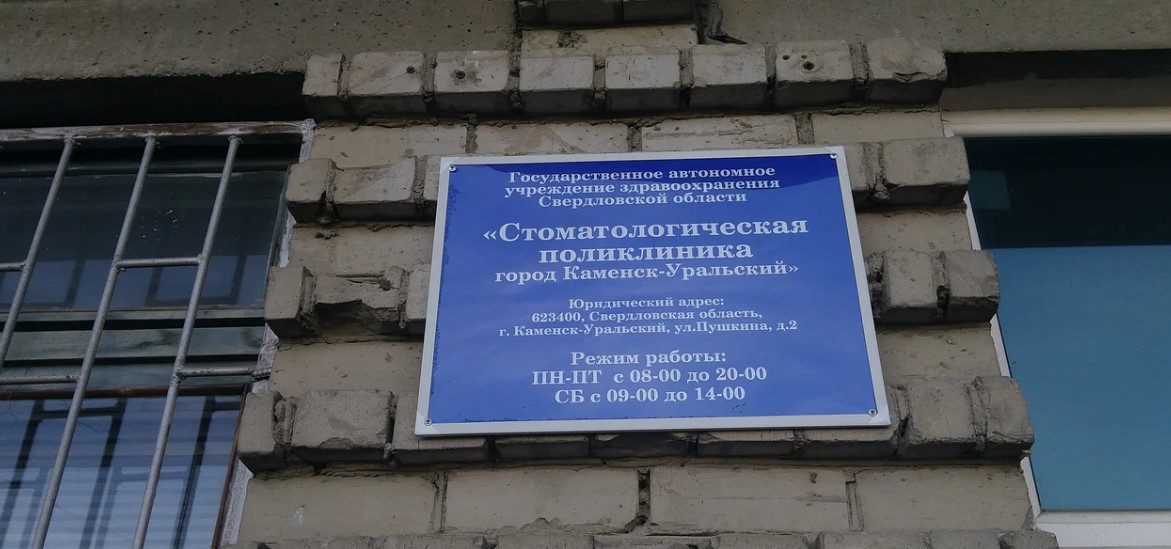 Государственное автономное
учреждение здравоохранения
Свердловской области
«Стоматологическая
поликлиника
город Каменск-Уральский»
Юридический адрес:
623400, Свердловская область,
г. Каменск-Уральский, ул.Пушкина, д.2
Режим работы:
ПН-ПТ с 08-00 до 20-00
СБ с 09-00 до 14-00